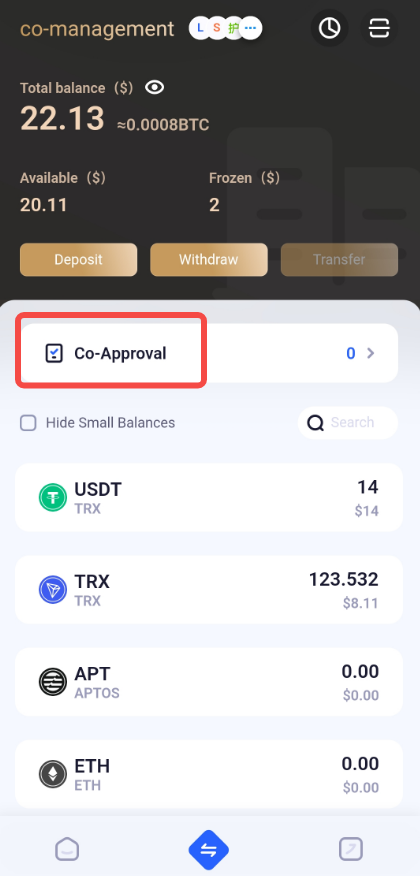 co-management L S 护 ...
Total balance ($)
22.13 ≈0.0008BTC
Available ($) Frozen ($)
20.11 2
Deposit Withdraw Transfer
Co-Approval 0
Hide Small Balances Search
USDT 14
TRX $14
TRX 123.532
TRX $8.11
APT 0.00
APTOS $0.00
ETH 0.00
ETH $0.00